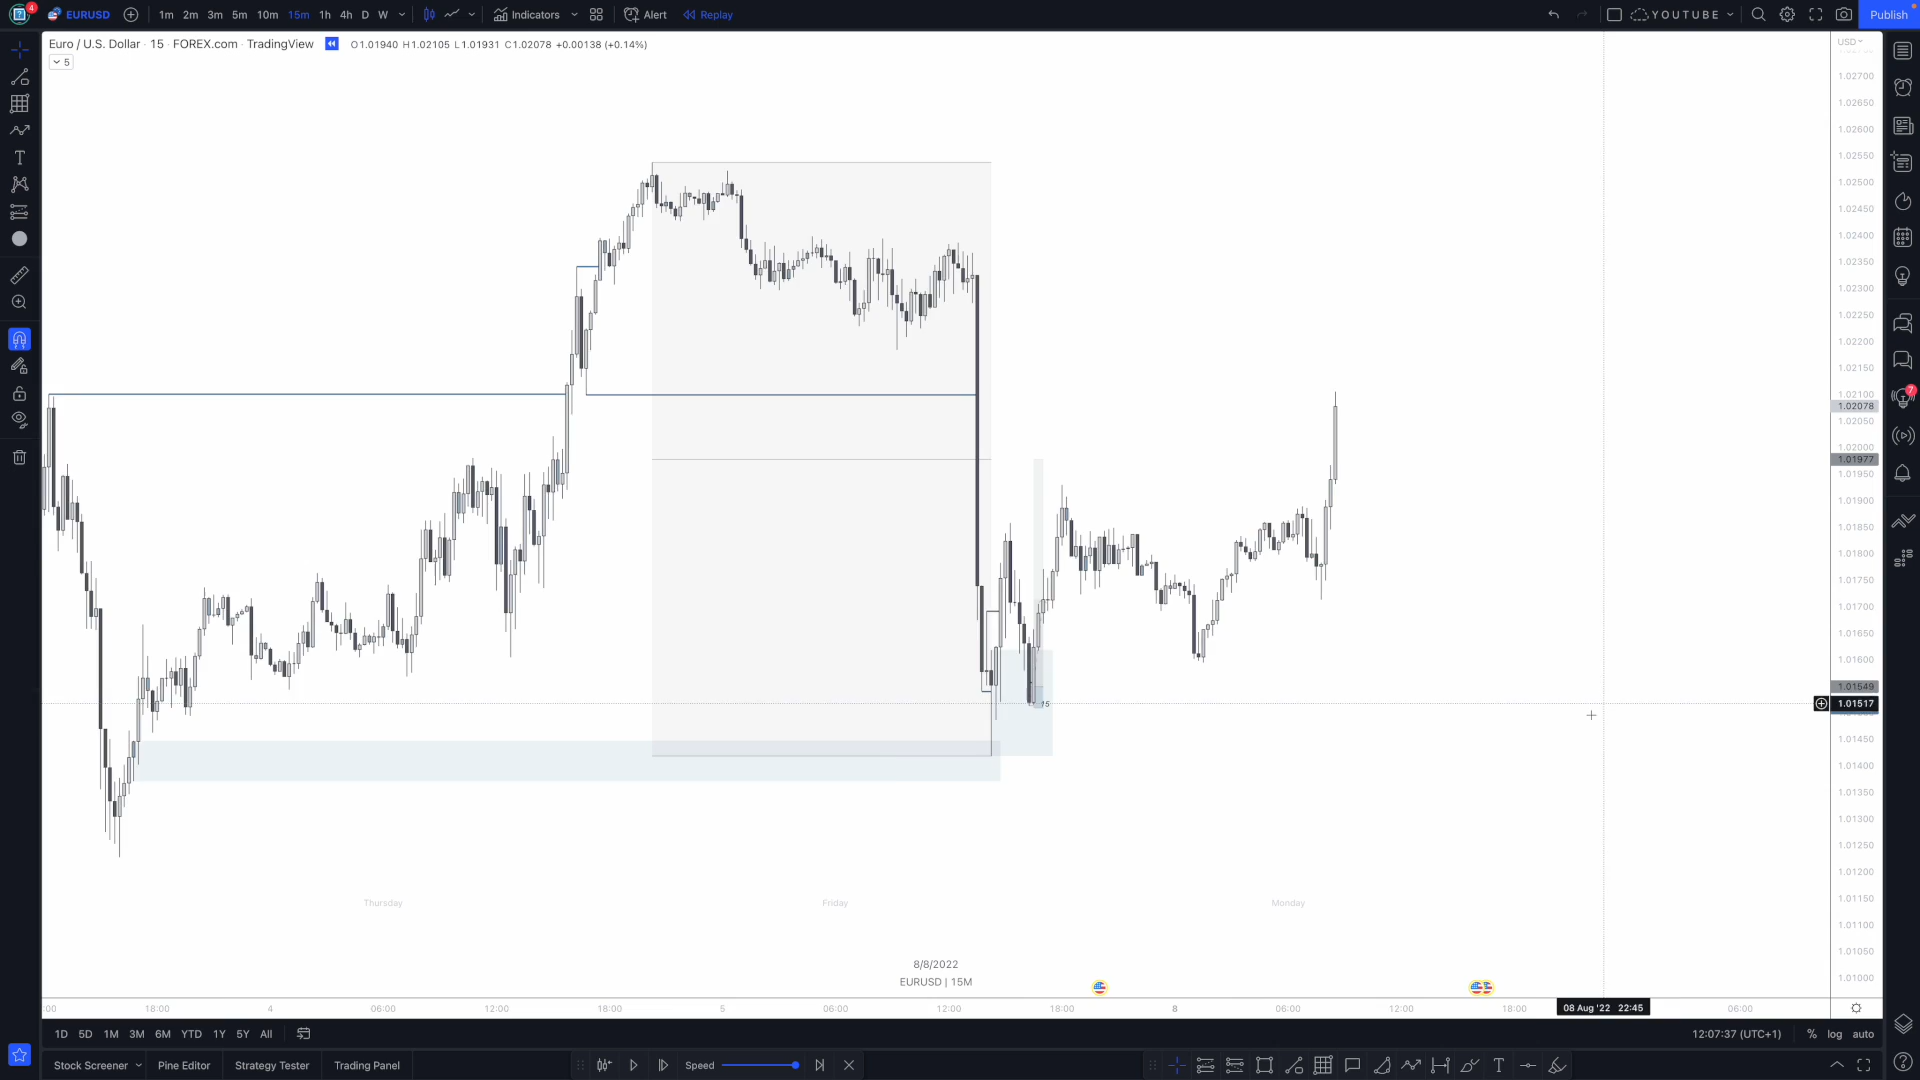 4
EURUSD
1m 2m 3m 5m 10m 15m 1h 4h D W
Indicators
Alert
Replay
YOUTUBE
Publish
Euro / U.S. Dollar · 15 · FOREX.com · TradingView
O1.01940 H1.02105 L1.01931 C1.02078 +0.00138 (+0.14%)
USD
5
1.02700
1.02650
1.02600
1.02550
1.02500
1.02450
1.02400
1.02350
1.02300
1.02250
1.02200
1.02150
1.02100
7
1.02078
1.02050
1.02000
1.01977
1.01950
1.01900
1.01850
1.01800
1.01750
1.01700
1.01650
1.01600
1.01549
15
1.01517
1.01450
1.01400
1.01350
1.01300
1.01250
1.01200
1.01150
Thursday
Friday
Monday
1.01100
1.01050
8/8/2022
EURUSD | 15M
1.01000
:00
18:00
4
06:00
12:00
18:00
5
06:00
12:00
18:00
8
06:00
12:00
18:00
08 Aug '22 22:45
06:00
1D 5D 1M 3M 6M YTD 1Y 5Y All
12:07:37 (UTC+1)
% log auto
Stock Screener
Pine Editor
Strategy Tester
Trading Panel
Speed